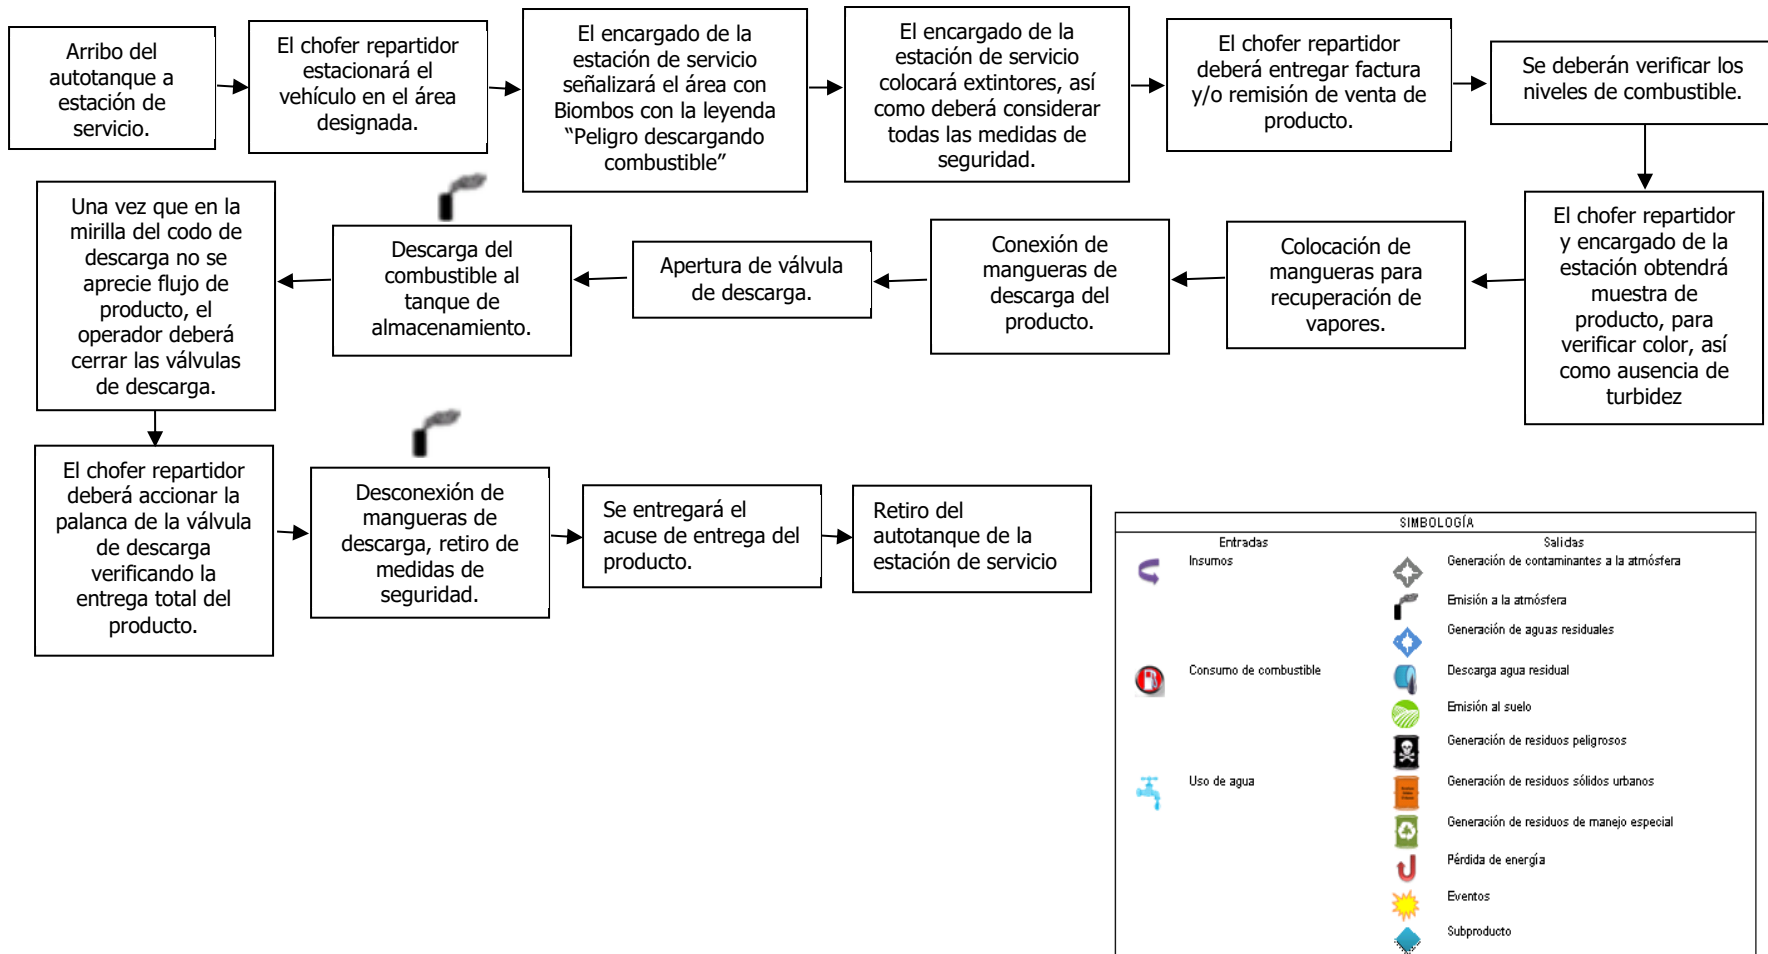 Arribo del
autotanque a
estación de
servicio.
El chofer repartidor
estacionará el
vehículo en el área
designada.
El encargado de la
estación de servicio
señalizará el área con
Biombos con la leyenda
“Peligro descargando
combustible”
El encargado de la
estación de servicio
colocará extintores, así
como deberá considerar
todas las medidas de
seguridad.
El chofer repartidor
deberá entregar factura
y/o remisión de venta de
producto.
Se deberán verificar los
niveles de combustible.
El chofer repartidor
y encargado de la
estación obtendrá
muestra de
producto, para
verificar color, así
como ausencia de
turbidez
Colocación de
mangueras para
recuperación de
vapores.
Conexión de
mangueras de
descarga del
producto.
Apertura de válvula
de descarga.
Descarga del
combustible al
tanque de
almacenamiento.
Una vez que en la
mirilla del codo de
descarga no se
aprecie flujo de
producto, el
operador deberá
cerrar las válvulas
de descarga.
El chofer repartidor
deberá accionar la
palanca de la válvula
de descarga
verificando la
entrega total del
producto.
Desconexión de
mangueras de
descarga, retiro de
medidas de
seguridad.
Se entregará el
acuse de entrega del
producto.
Retiro del
autotanque de la
estación de servicio
SIMBOLOGÍA
Entradas
Insumos
Consumo de combustible
Uso de agua
Salidas
Generación de contaminantes a la atmósfera
Emisión a la atmósfera
Generación de aguas residuales
Descarga agua residual
Emisión al suelo
Generación de residuos peligrosos
Generación de residuos sólidos urbanos
Generación de residuos de manejo especial
Pérdida de energía
Eventos
Subproducto